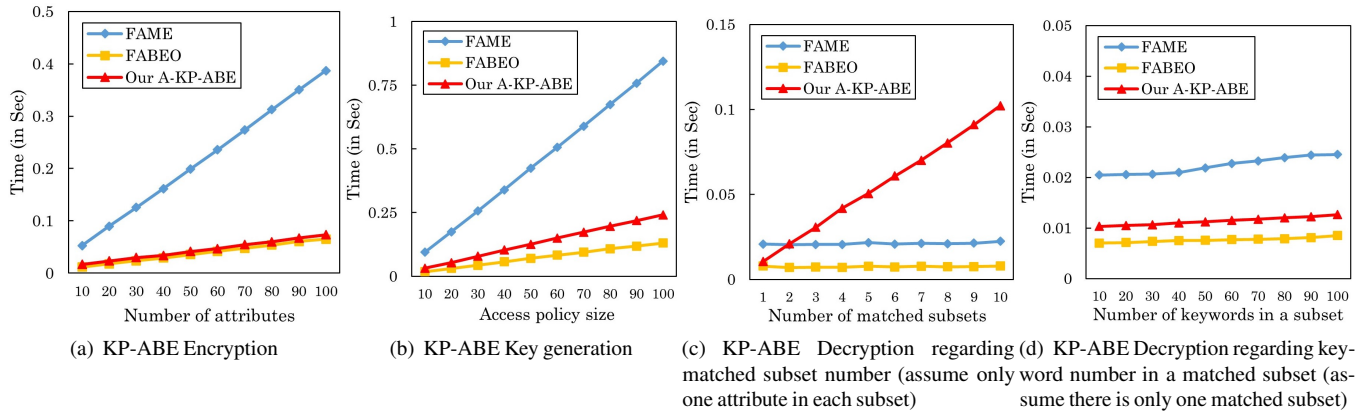 0.5
0.4
0.3
0.2
0.1
0
Time (in Sec)
FAME
FABEO
Our A-KP-ABE
10 20 30 40 50 60 70 80 90 100
Number of attributes
(a) KP-ABE Encryption
1
0.75
0.5
0.25
0
Time (in Sec)
FAME
FABEO
Our A-KP-ABE
10 20 30 40 50 60 70 80 90 100
Access policy size
(b) KP-ABE Key generation
0.15
0.1
0.05
0
Time (in Sec)
FAME
FABEO
Our A-KP-ABE
1 2 3 4 5 6 7 8 9 10
Number of matched subsets
(c) KP-ABE Decryption regarding
matched subset number (assume only
one attribute in each subset)
0.05
0.04
0.03
0.02
0.01
0.00
Time (in Sec)
FAME
FABEO
Our A-KP-ABE
10 20 30 40 50 60 70 80 90 100
Number of keywords in a subset
(d) KP-ABE Decryption regarding key-
word number in a matched subset (as-
sume there is only one matched subset)